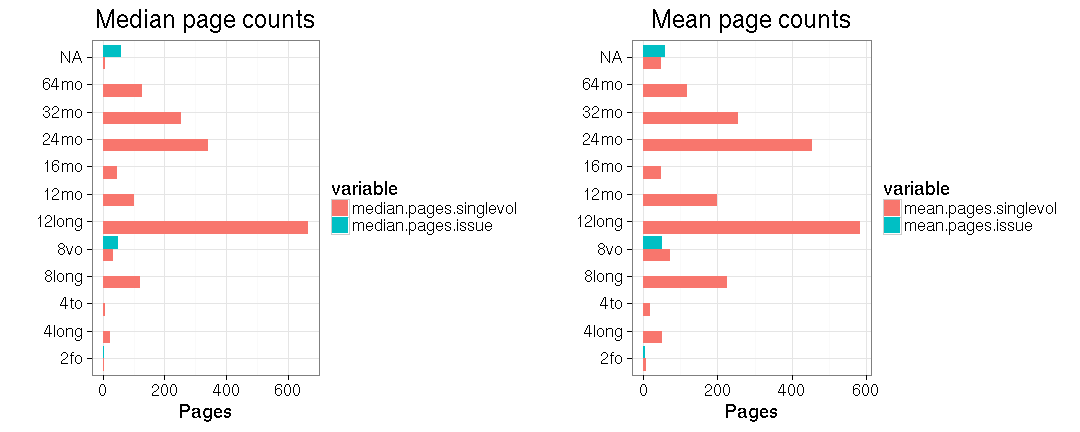 Median page counts
NA
64mo
32mo
24mo
16mo
12mo
12long
8vo
8long
4to
4long
2fo
0 200 400 600
Pages
variable
median.pages.singlevol
median.pages.issue
Mean page counts
NA
64mo
32mo
24mo
16mo
12mo
12long
8vo
8long
4to
4long
2fo
0 200 400 600
Pages
variable
mean.pages.singlevol
mean.pages.issue